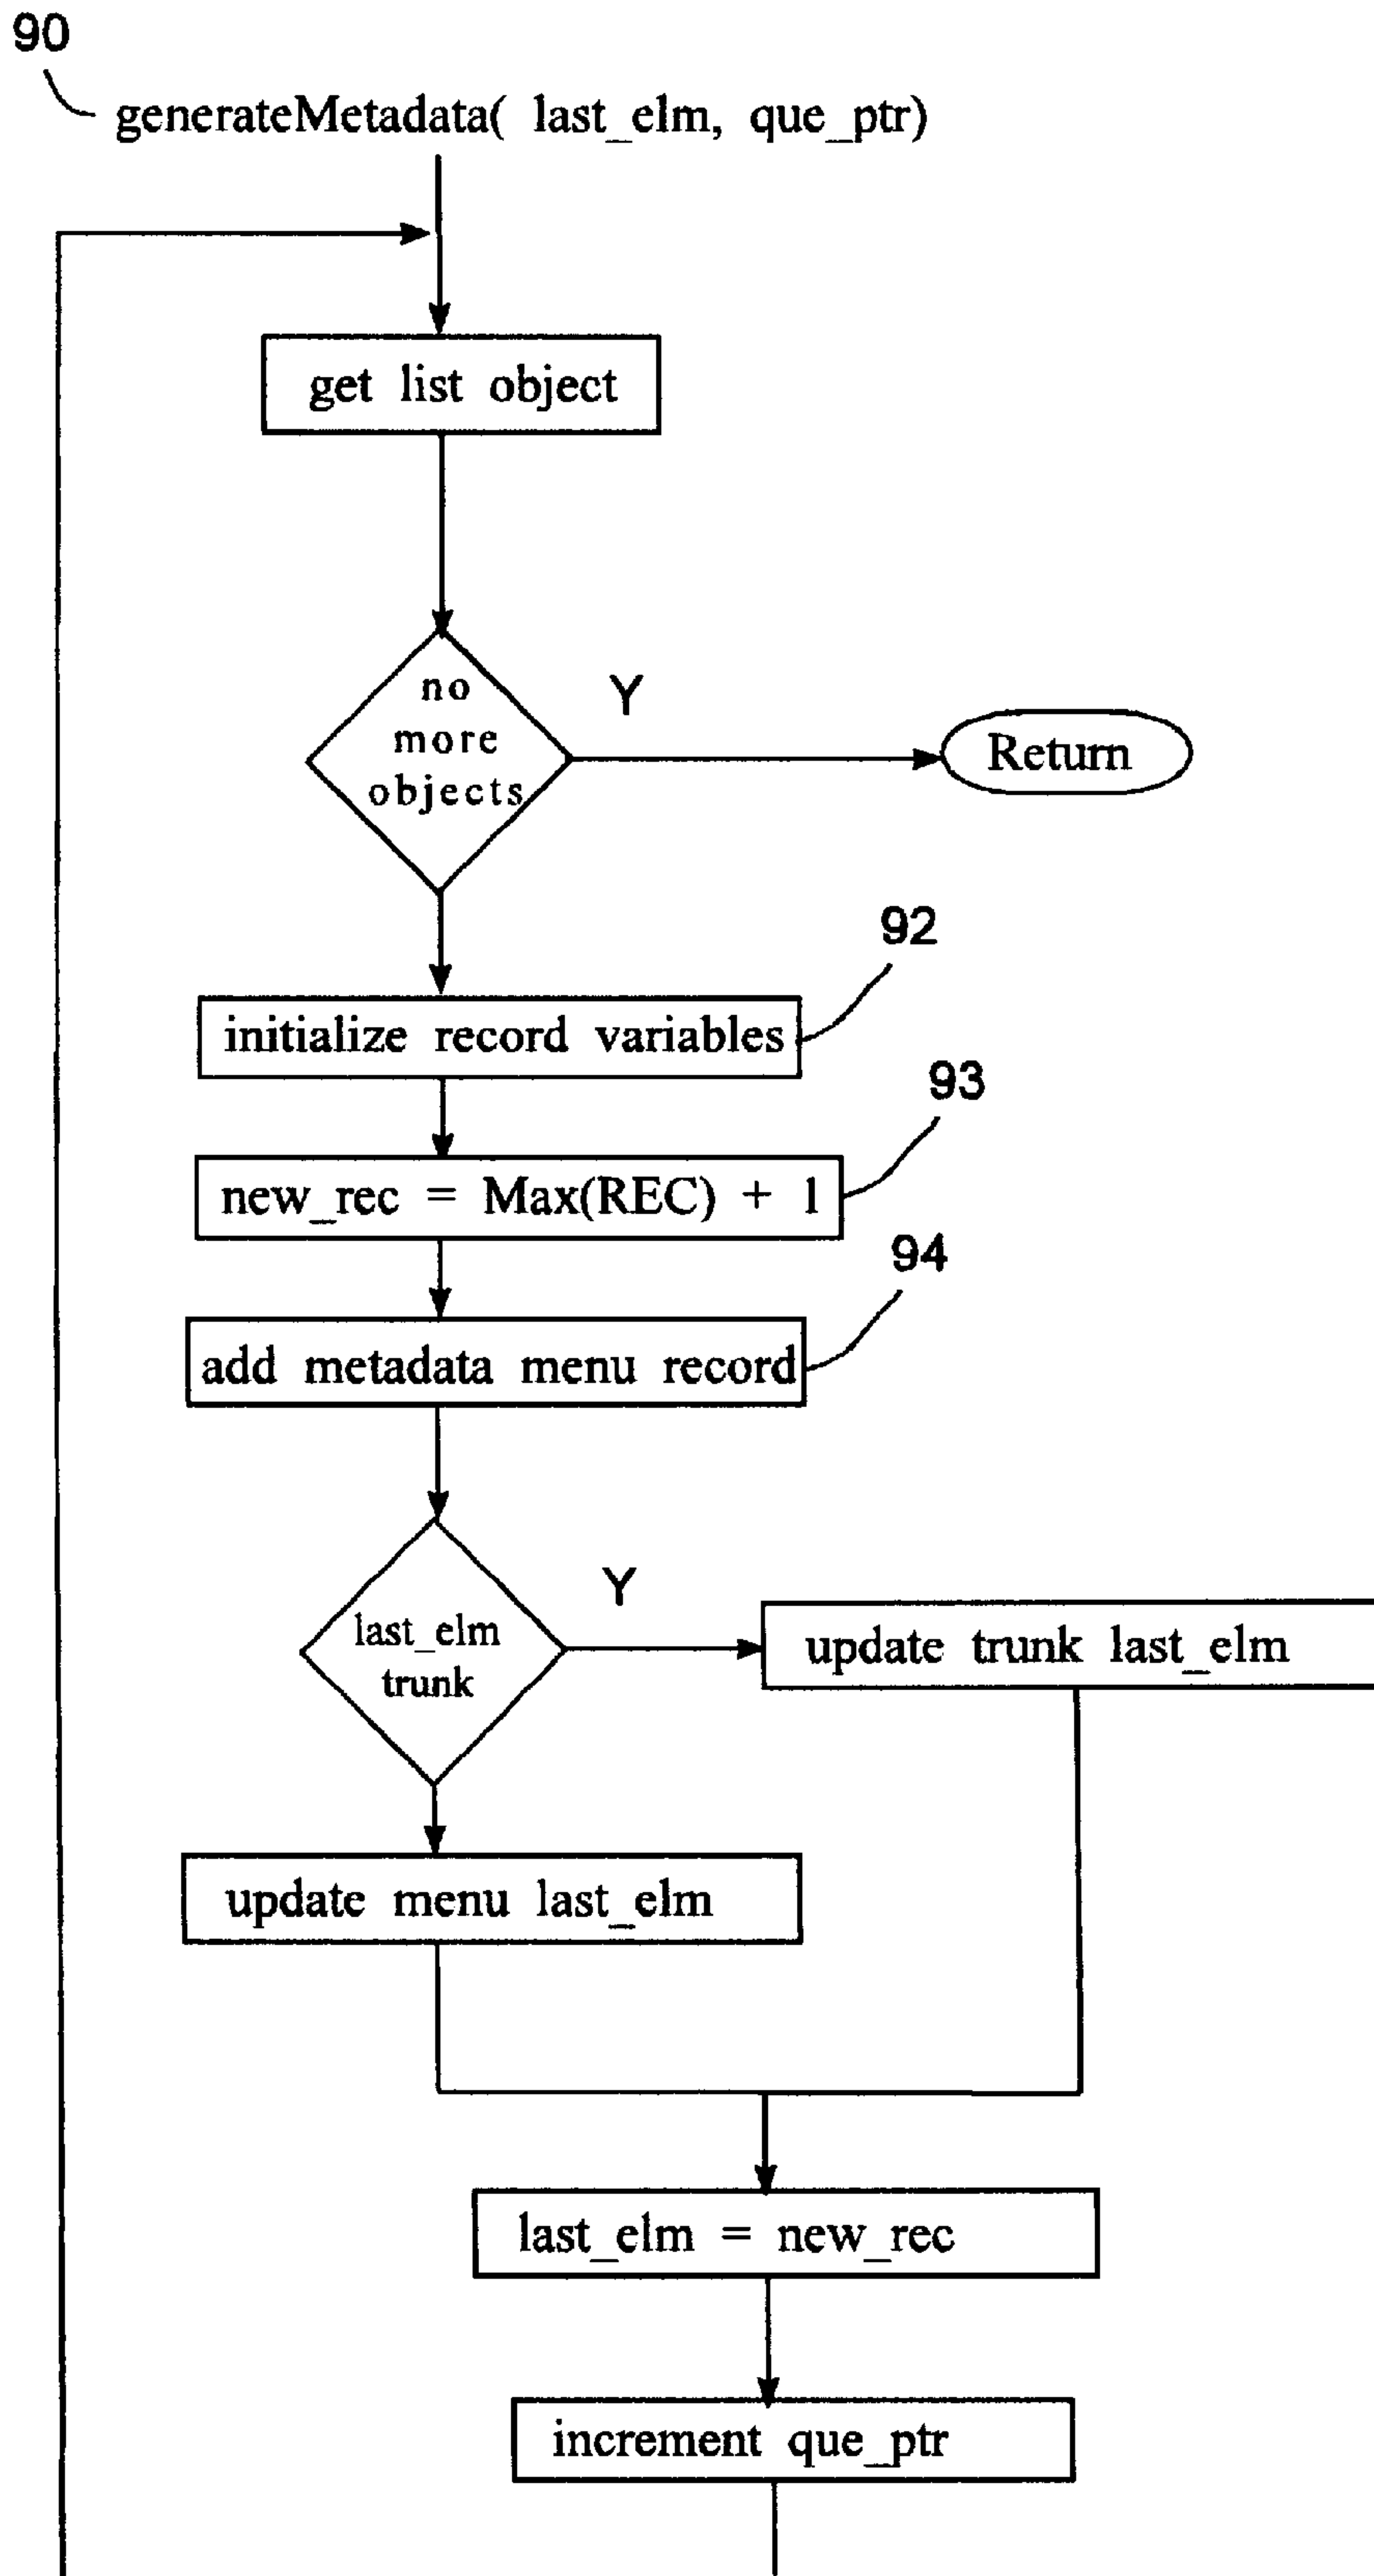 90
generateMetadata( last_elm, que_ptr)
get list object
no
more
objects
Y
Return
92
initialize record variables
93
new_rec = Max(REC) + 1
94
add metadata menu record
last_elm
trunk
Y
update trunk last_elm
update menu last_elm
last_elm = new_rec
increment que_ptr